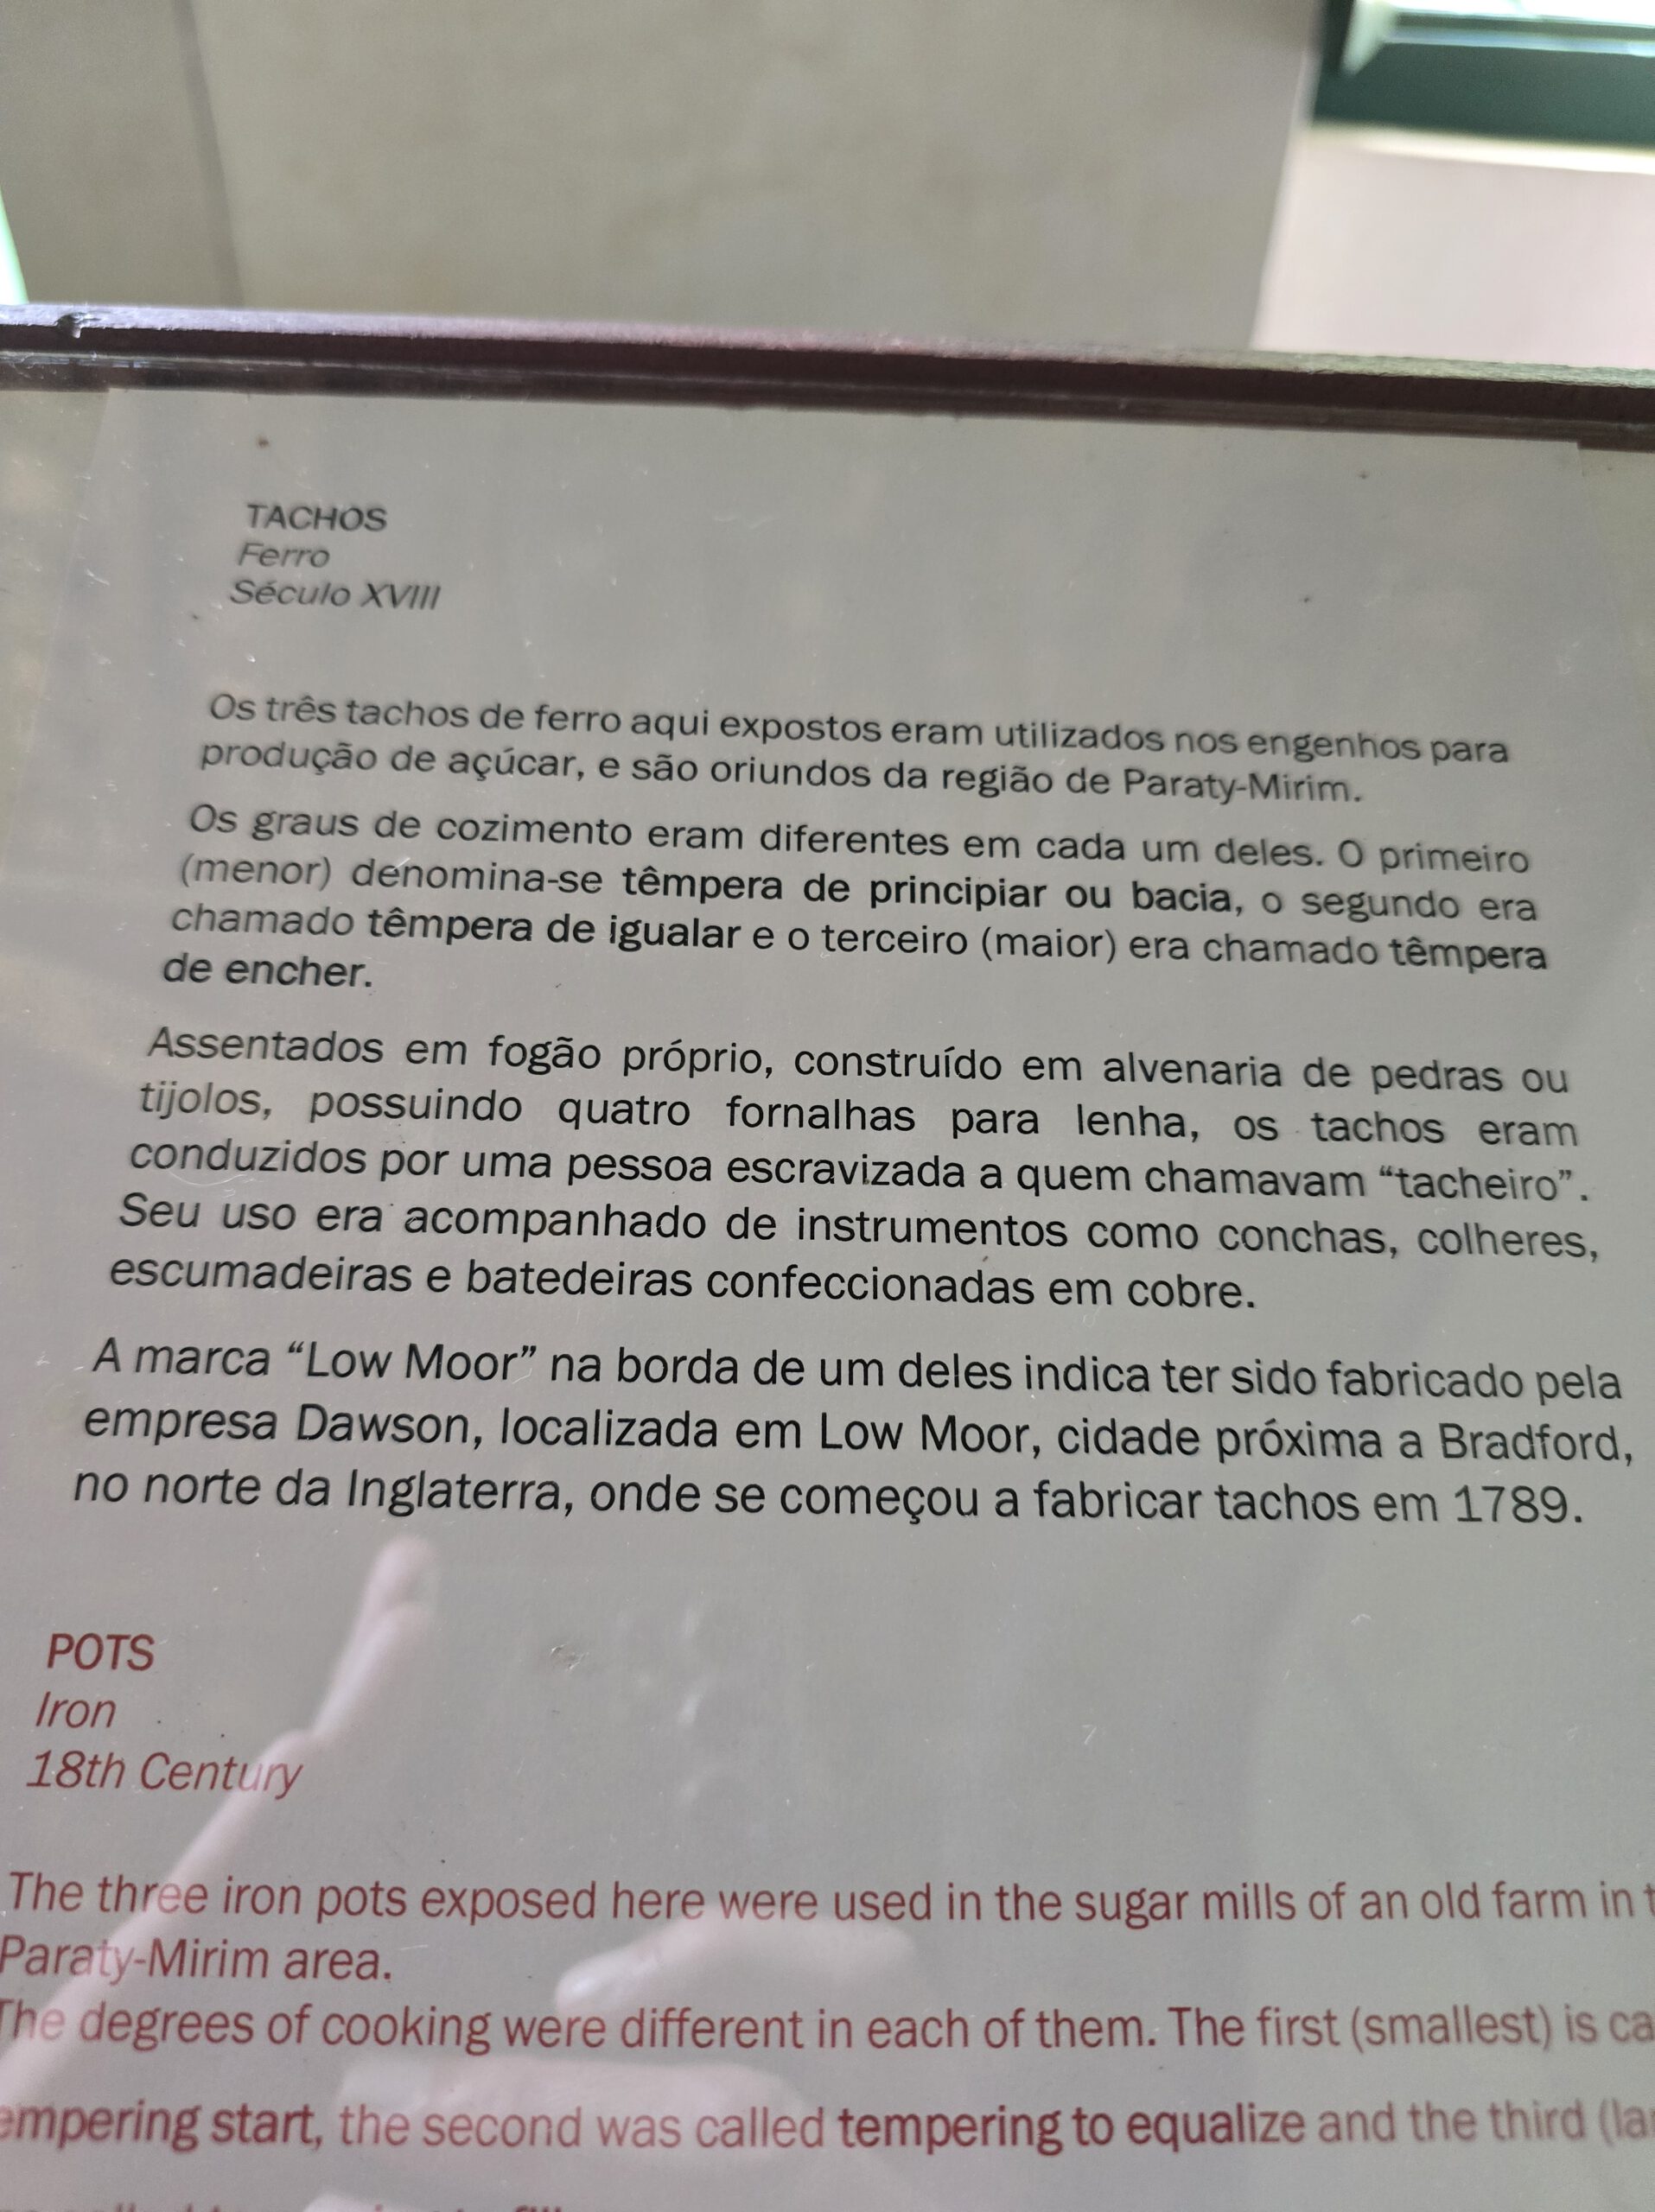 TACHOS
Ferro
Século XVIII
Os três tachos de ferro aqui expostos eram utilizados nos engenhos para
produção de açúcar, e são oriundos da região de Paraty-Mirim.
Os graus de cozimento eram diferentes em cada um deles. O primeiro
(menor) denomina-se têmpera de principiar ou bacia, o segundo era
chamado têmpera de igualar e o terceiro (maior) era chamado têmpera
de encher.
Assentados em fogão próprio, construído em alvenaria de pedras ou
tijolos, possuindo quatro fornalhas para lenha, os tachos eram
conduzidos por uma pessoa escravizada a quem chamavam “tacheiro”.
Seu uso era acompanhado de instrumentos como conchas, colheres,
escumadeiras e batedeiras confeccionadas em cobre.
A marca “Low Moor” na borda de um deles indica ter sido fabricado pela
empresa Dawson, localizada em Low Moor, cidade próxima a Bradford,
no norte da Inglaterra, onde se começou a fabricar tachos em 1789.
POTS
Iron
18th Century
The three iron pots exposed here were used in the sugar mills of an old farm in
Paraty-Mirim area.
The degrees of cooking were different in each of them. The first (smallest) is
empering start, the second was called tempering to equalize and the third